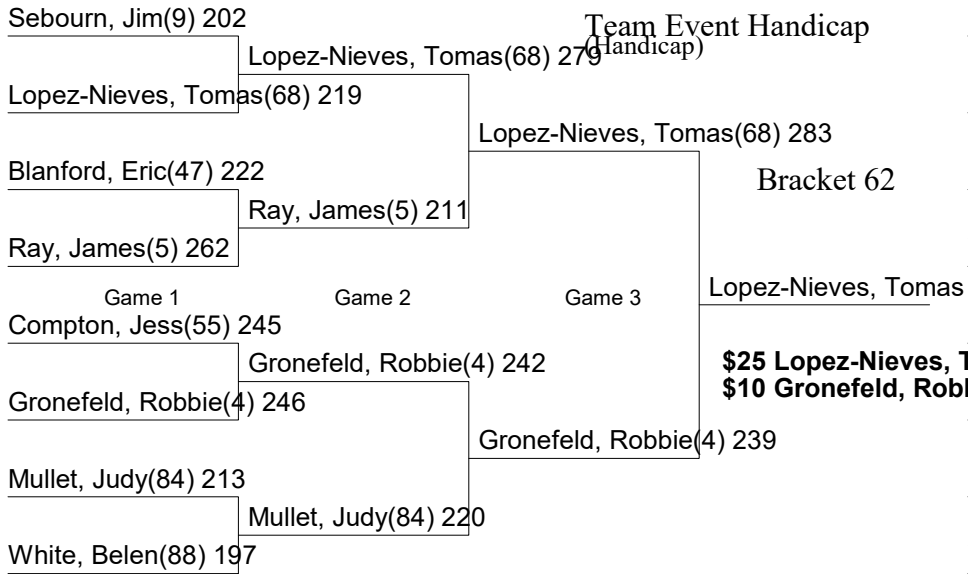 Sebourn, Jim(9) 202
Team Event Handicap
(Handicap)
Lopez-Nieves, Tomas(68) 279
Lopez-Nieves, Tomas(68) 219
Lopez-Nieves, Tomas(68) 283
Blanford, Eric(47) 222
Bracket 62
Ray, James(5) 211
Ray, James(5) 262
Game 1
Game 2
Game 3
Lopez-Nieves, Tomas
Compton, Jess(55) 245
Gronefeld, Robbie(4) 242
$25 Lopez-Nieves,
$10 Gronefeld,
Gronefeld, Robbie(4) 246
Gronefeld, Robbie(4) 239
Mullet, Judy(84) 213
Mullet, Judy(84) 220
White, Belen(88) 197